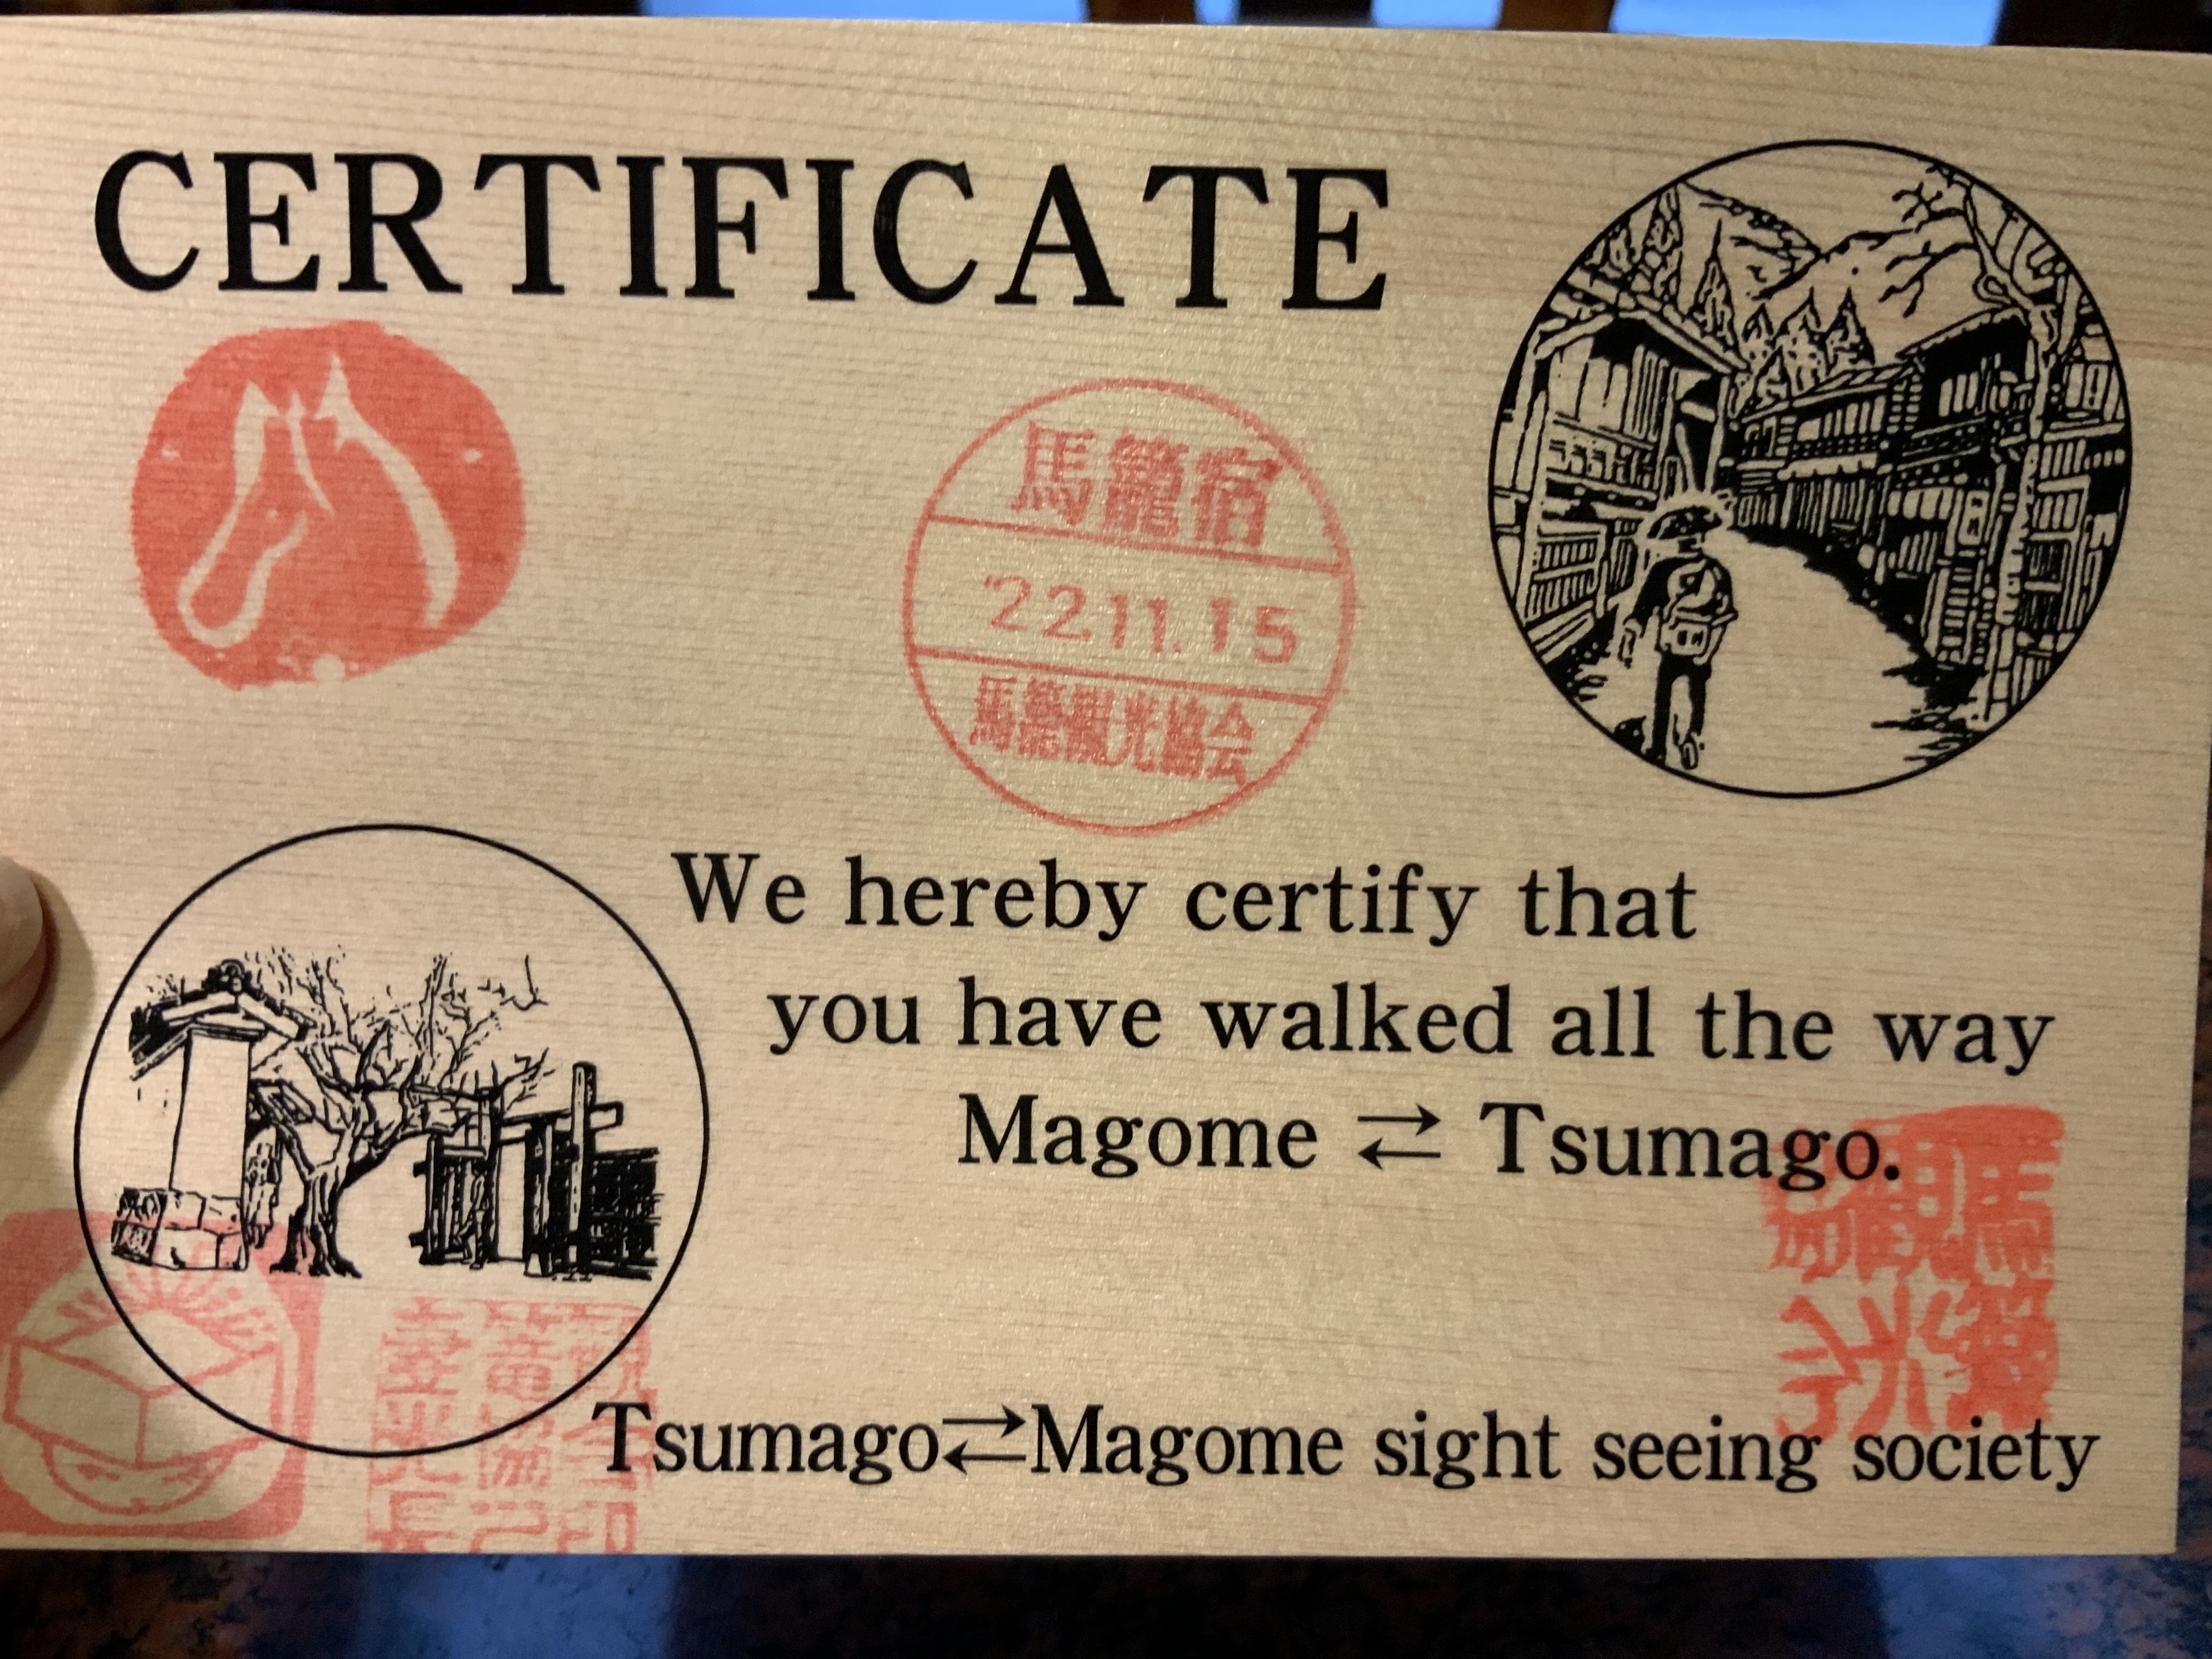 CERTIFICATE
馬籠宿
'22.11.15
馬籠観光協会
We hereby certify that
you have walked all the way
Magome ⇄ Tsumago.
Tsumago⇄Magome sight seeing society